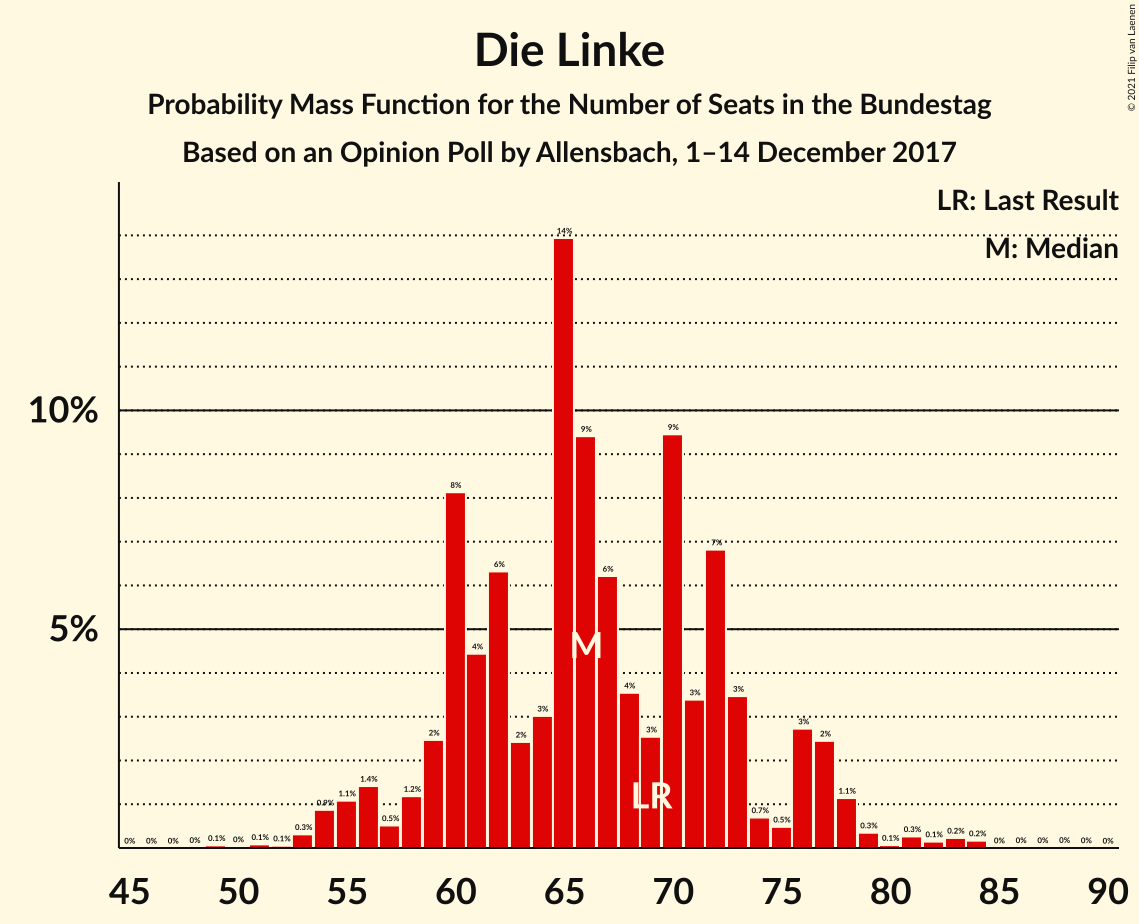 © 2021 Filip van Laenen
Die Linke
Probability Mass Function for the Number of Seats in the Bundestag
Based on an Opinion Poll by Allensbach, 1–14 December 2017
LR: Last Result
M: Median
10%
5%
0% 0% 0% 0% 0.1% 0% 0.1% 0.1% 0.3% 0.9% 1.1% 1.4% 0.5% 1.2% 2% 8% 4% 6% 2% 3% 14% 9% 6% 4% 3% 9% 3% 7% 3% 0.7% 0.5% 3% 2% 1.1% 0.3% 0.1% 0.3% 0.1% 0.2% 0.2% 0% 0% 0% 0% 0% 0%
M
LR
45 50 55 60 65 70 75 80 85 90